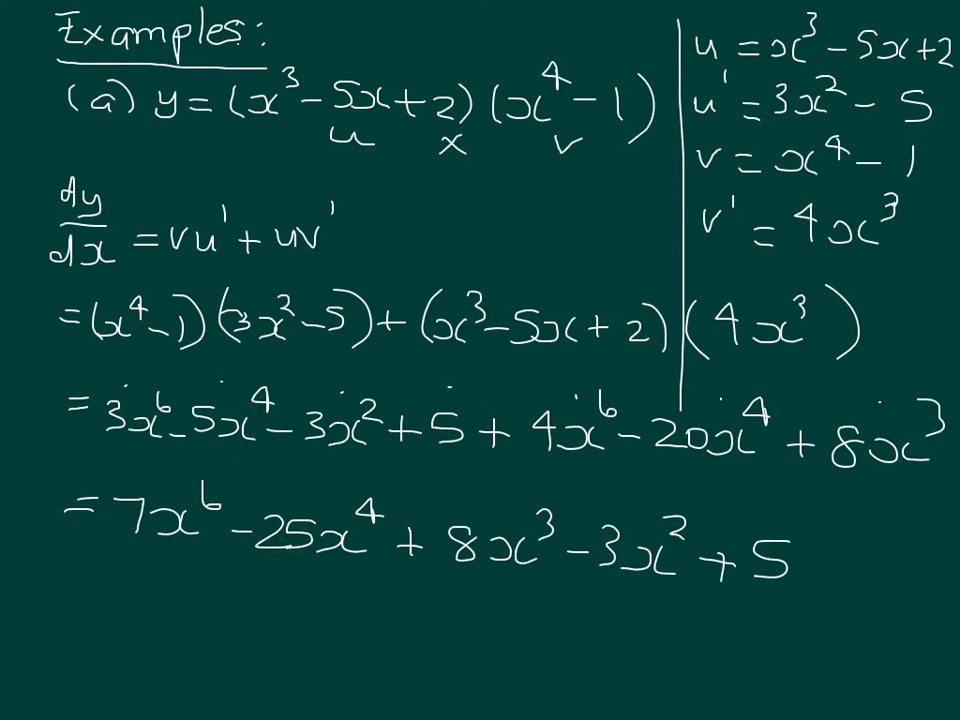 Examples:
(a) y = (x³ - 5x + 2)(x⁴ - 1)
u x v
dy/dx = vu' + uv'
= (x⁴ - 1)(3x² - 5) + (x³ - 5x + 2)(4x³)
= 3x⁶ - 5x⁴ - 3x² + 5 + 4x⁶ - 20x⁴ + 8x³
= 7x⁶ - 25x⁴ + 8x³ - 3x² + 5
u = x³ - 5x + 2
u' = 3x² - 5
v = x⁴ - 1
v' = 4x³